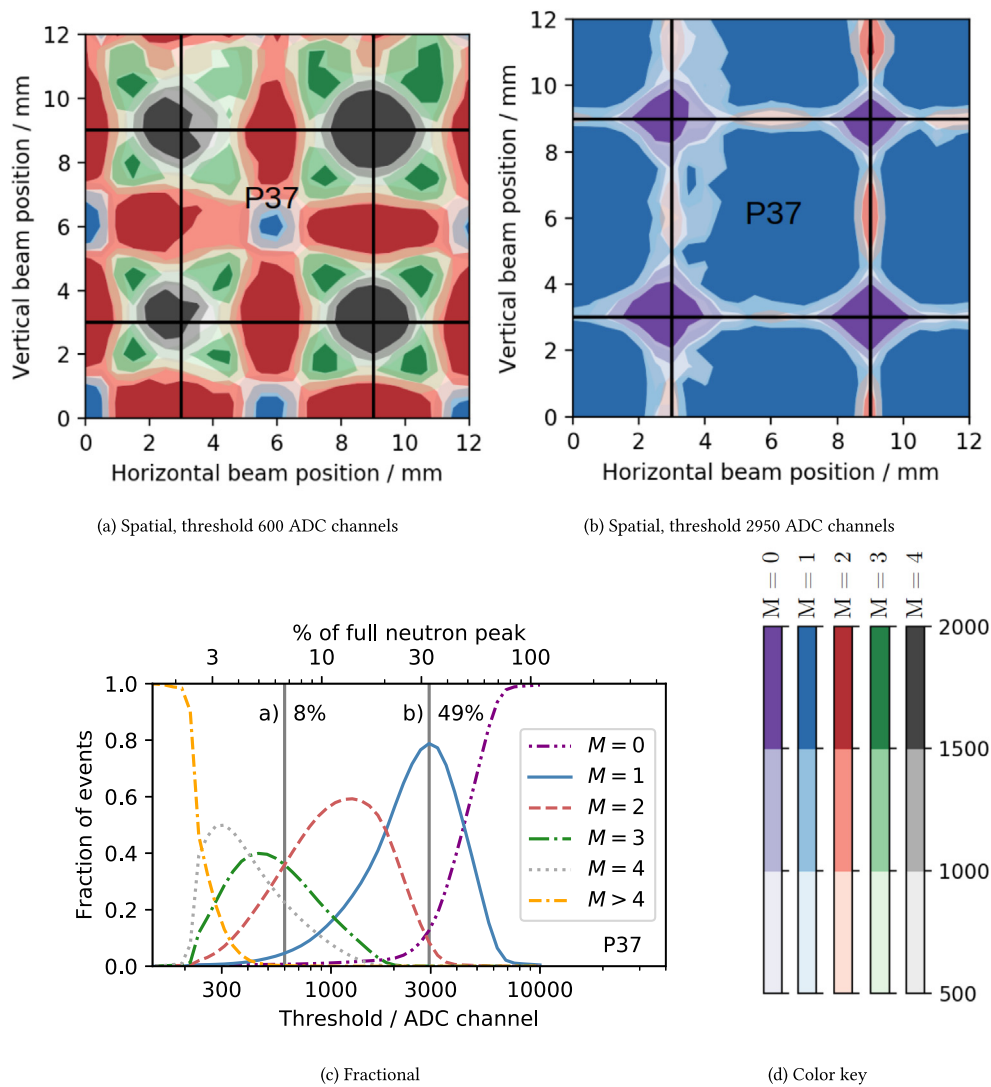 12
10
8
6
4
2
0
Vertical beam position / mm
P37
0 2 4 6 8 10 12
Horizontal beam position / mm
(a) Spatial, threshold 600 ADC channels
12
10
8
6
4
2
0
Vertical beam position / mm
P37
0 2 4 6 8 10 12
Horizontal beam position / mm
(b) Spatial, threshold 2950 ADC channels
% of full neutron peak
3 10 30 100
1.0
0.8
0.6
0.4
0.2
0.0
Fraction of events
a) 8%
b) 49%
M = 0
M = 1
M = 2
M = 3
M = 4
M > 4
P37
300 1000 3000 10000
Threshold / ADC channel
(c) Fractional
M = 0
M = 1
M = 2
M = 3
M = 4
2000
1500
1000
500
(d) Color key